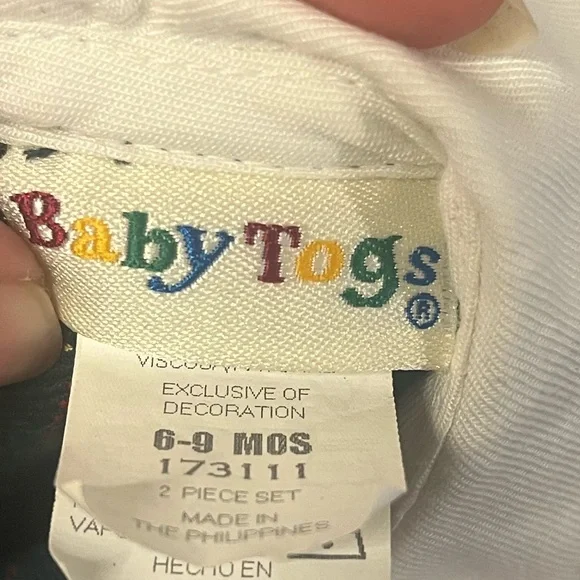 Baby Togs®
EXCLUSIVE OF
DECORATION
6-9 MOS
173111
2 PIECE SET
MADE IN
THE PHILIPPINES
HECHO EN